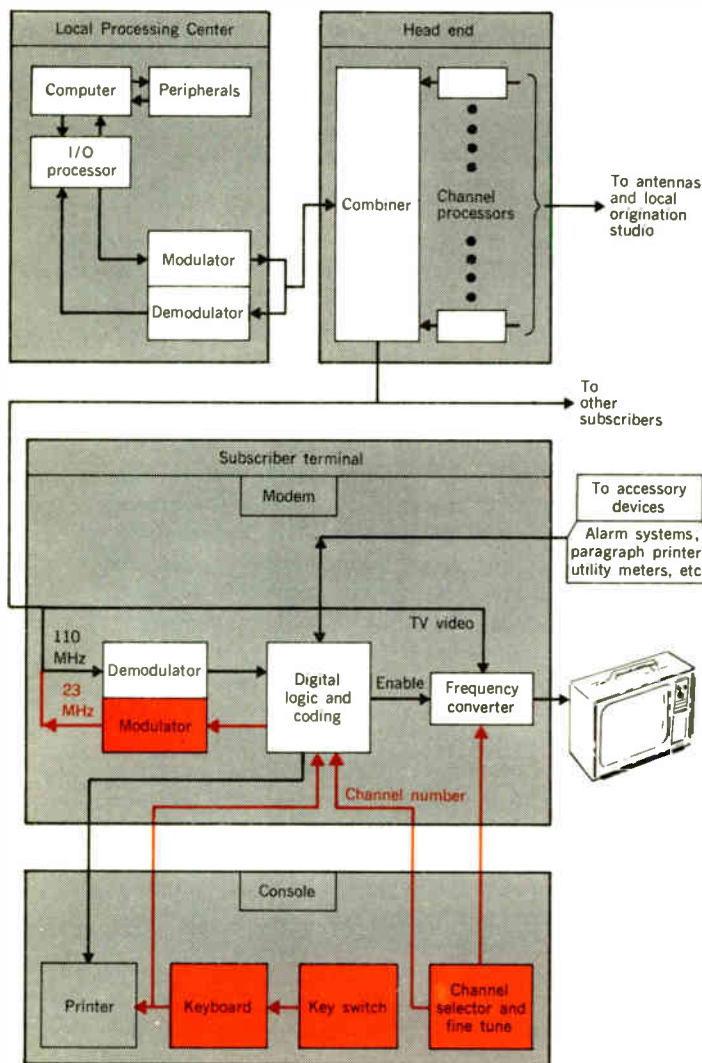 Local Processing Center
Head end
Computer
Peripherals
I/O
processor
Modulator
Demodulator
Combiner
Channel
processors
To antennas
and local
origination
studio
To
other
subscribers
Subscriber terminal
Modem
To accessory
devices
Alarm systems,
paragraph printer
utility meters, etc
110
MHz
TV video
Demodulator
Digital
logic and
coding
Enable
Frequency
converter
23
MHz
Modulator
Channel number
Console
Printer
Keyboard
Key switch
Channel
selector and
fine tune